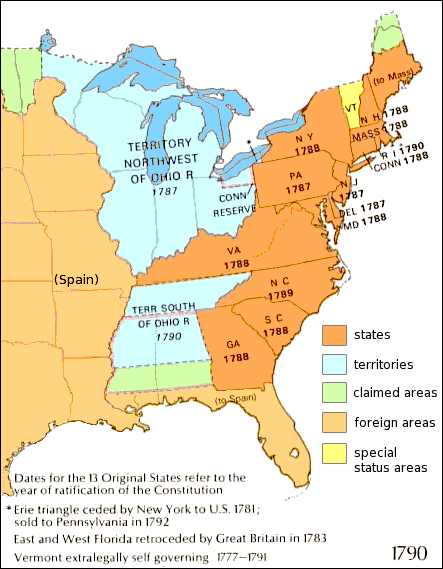 (to Mass)
VT
N H 1788
N Y
1788
MASS 1788
R I 1790
CONN 1788
TERRITORY
NORTHWEST
OF OHIO R
1787
*
PA
1787
N J
1787
CONN
RESERVE
DEL 1787
MD 1788
VA
1788
(Spain)
N C
1789
TERR SOUTH
OF OHIO R
1790
S C
1788
GA
1788
(to Spain)
states
territories
claimed areas
foreign areas
special
status areas
Dates for the 13 Original States refer to the
year of ratification of the Constitution
* Erie triangle ceded by New York to U.S. 1781;
sold to Pennsylvania in 1792
East and West Florida retroceded by Great Britain in 1783
Vermont extralegally self governing 1777–1791
1790